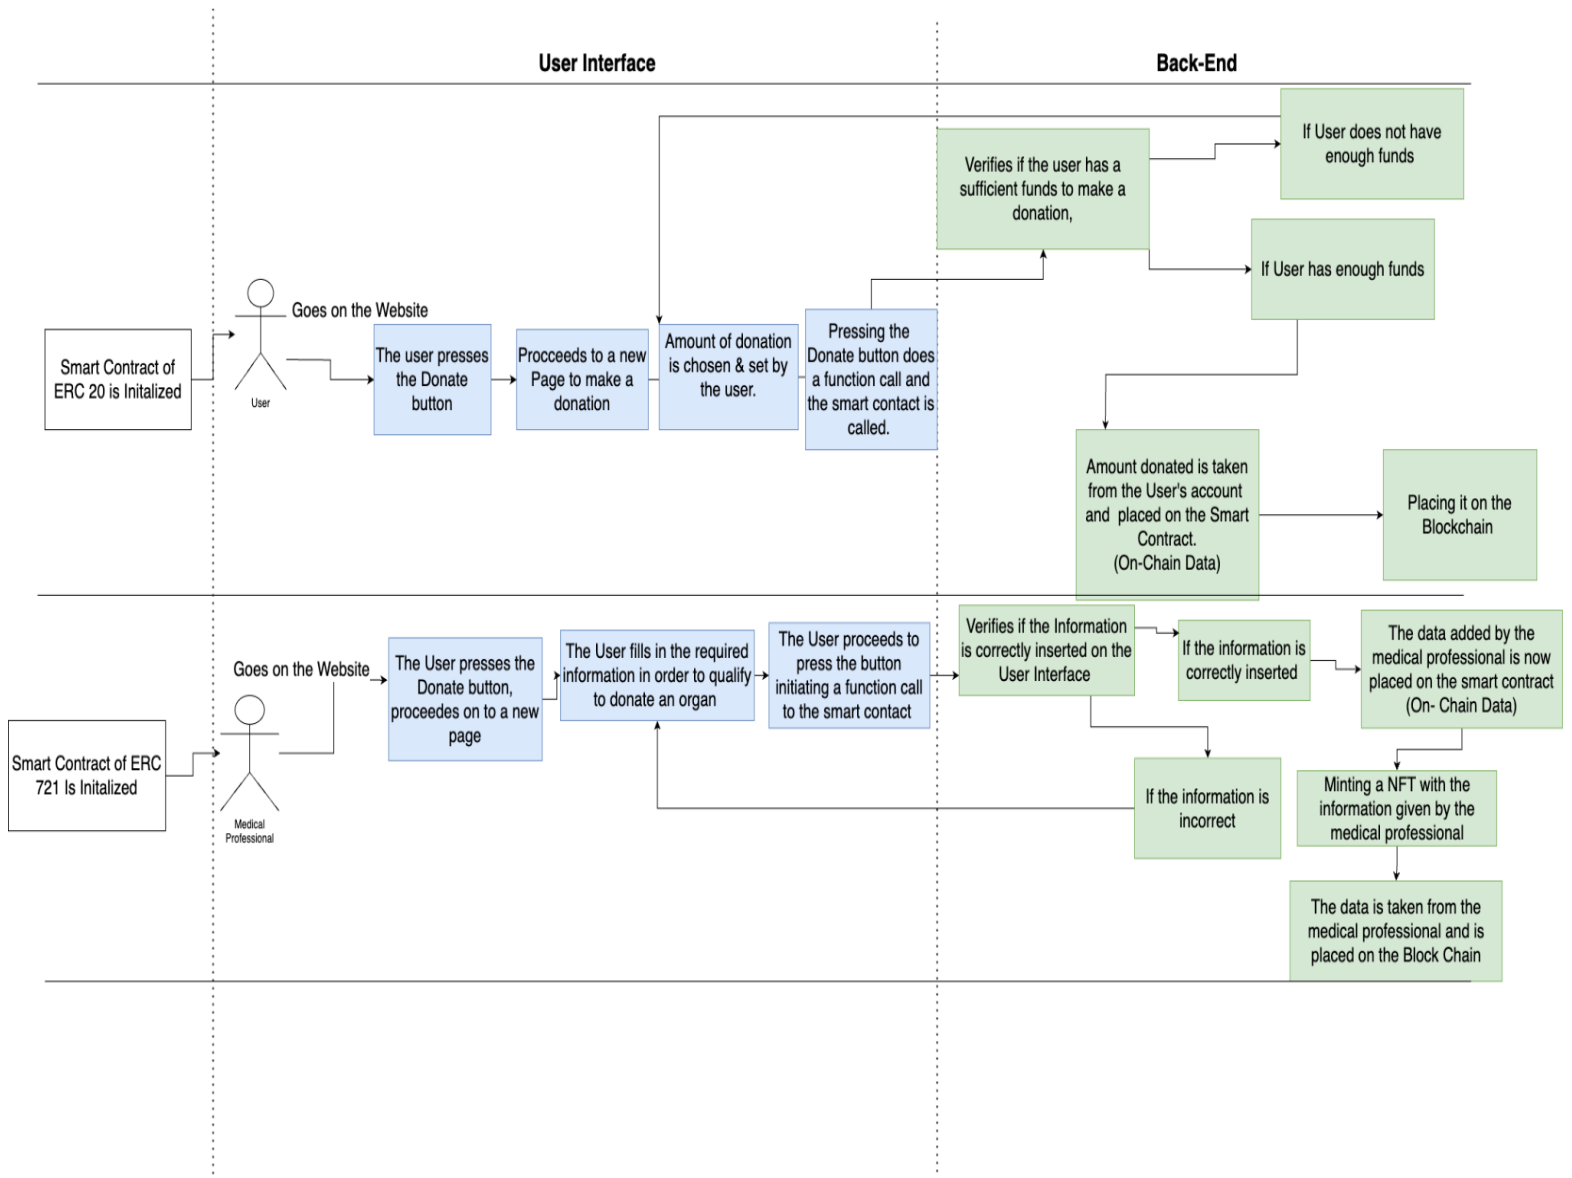 User Interface
Back-End
If User does not have
enough funds
Verifies if the user has a
sufficient funds to make a
donation,
If User has enough funds
Goes on the Website
Smart Contract of
ERC 20 is Initalized
User
The user presses
the Donate
button
Procceeds to a new
Page to make a
donation
Amount of donation
is chosen & set by
the user.
Pressing the
Donate button does
a function call and
the smart contact is
called.
Amount donated is taken
from the User's account
and placed on the Smart
Contract.
(On-Chain Data)
Placing it on the
Blockchain
Smart Contract of ERC
721 Is Initalized
Goes on the Website
Medical
Professional
The User presses the
Donate button,
proceedes on to a new
page
The User fills in the required
information in order to qualify
to donate an organ
The User proceeds to
press the button
initiating a function call
to the smart contact
Verifies if the Information
is correctly inserted on the
User Interface
If the information is
correctly inserted
The data added by the
medical professional is now
placed on the smart contract
(On- Chain Data)
If the information is
incorrect
Minting a NFT with the
information given by the
medical professional
The data is taken from the
medical professional and is
placed on the Block Chain